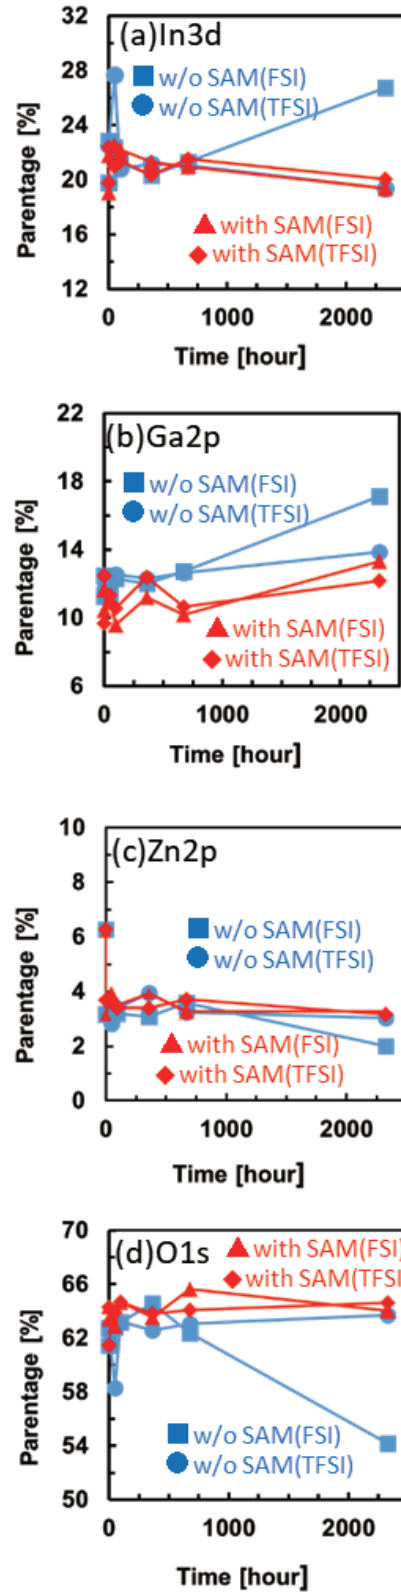 (a)In3d
32
28
24
20
16
12
Parentage [%]
w/o SAM(FSI)
w/o SAM(TFSI)
with SAM(FSI)
with SAM(TFSI)
0 1000 2000
Time [hour]
(b)Ga2p
22
18
14
10
6
Parentage [%]
w/o SAM(FSI)
w/o SAM(TFSI)
with SAM(FSI)
with SAM(TFSI)
0 1000 2000
Time [hour]
(c)Zn2p
10
8
6
4
2
0
Parentage [%]
w/o SAM(FSI)
w/o SAM(TFSI)
with SAM(FSI)
with SAM(TFSI)
0 1000 2000
Time [hour]
(d)O1s
70
66
62
58
54
50
Parentage [%]
with SAM(FSI)
with SAM(TFSI
w/o SAM(FSI)
w/o SAM(TFSI)
0 1000 2000
Time [hour]